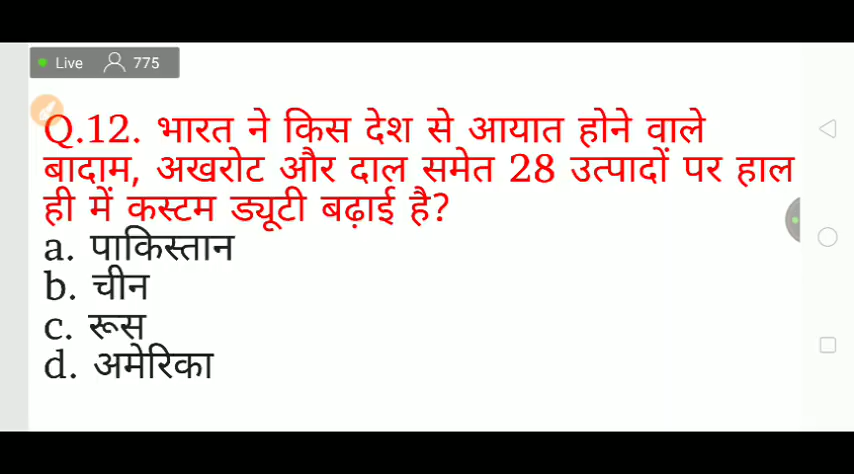 Live 775
Q.12. भारत ने किस देश से आयात होने वाले
बादाम, अखरोट और दाल समेत 28 उत्पादों पर हाल
ही में कस्टम ड्यूटी बढ़ाई है?
a. पाकिस्तान
b. चीन
c. रूस
d. अमेरिका